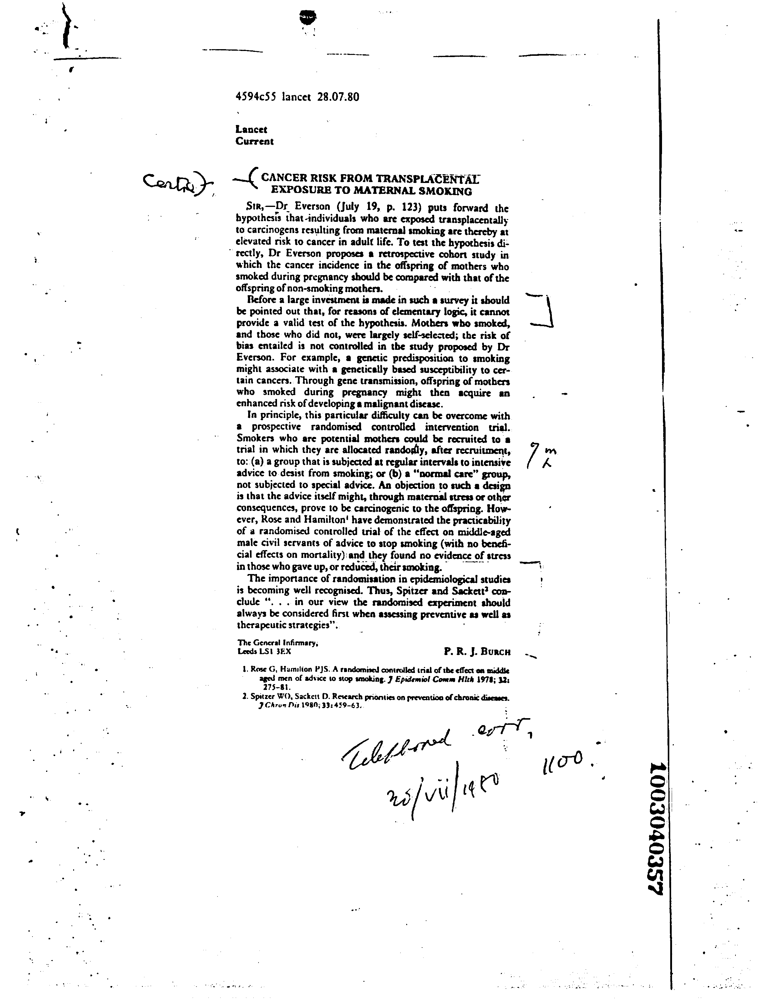 4594c55 lancet 28.07.80
Lancet
Current
CANCER RISK FROM TRANSPLACENTAL
EXPOSURE TO MATERNAL SMOKING
SIR,—Dr Everson (July 19, p. 123) puts forward the
hypothesis that individuals who are exposed transplacentally
to carcinogens resulting from maternal smoking are thereby at
elevated risk to cancer in adult life. To test the hypothesis di-
rectly, Dr Everson proposes a retrospective cohort study in
which the cancer incidence in the offspring of mothers who
smoked during pregnancy should be compared with that of the
offspring of non-smoking mothers.
Before a large investment is made in such a survey it should
be pointed out that, for reasons of elementary logic, it cannot
provide a valid test of the hypothesis. Mothers who smoked,
and those who did not, were largely self-selected; the risk of
bias entailed is not controlled in the study proposed by Dr
Everson. For example, a genetic predisposition to smoking
might associate with a genetically based susceptibility to cer-
tain cancers. Through gene transmission, offspring of mothers
who smoked during pregnancy might then acquire an
enhanced risk of developing a malignant disease.
In principle, this particular difficulty can be overcome with
a prospective randomised controlled intervention trial.
Smokers who are potential mothers could be recruited to a
trial in which they are allocated randoply, after recruitment,
to: (a) a group that is subjected at regular intervals to intensive
advice to desist from smoking; or (b) a "normal care" group,
not subjected to special advice. An objection to such a design
is that the advice itself might, through maternal stress or other
consequences, prove to be carcinogenic to the offspring. How-
ever, Rose and Hamilton¹ have demonstrated the practicability
of a randomised controlled trial of the effect on middle-aged
male civil servants of advice to stop smoking (with no benefi-
cial effects on mortality) and they found no evidence of stress
in those who gave up, or reduced, their smoking.
The importance of randomisation in epidemiological studies
is becoming well recognised. Thus, Spitzer and Sackett² con-
clude ". . . in our view the randomised experiment should
always be considered first when assessing preventive as well as
therapeutic strategies".
The General Infirmary,
Leeds LS1 3EX
P. R. J. BURCH
1. Rose G, Hamilton PJS. A randomised controlled trial of the effect on middle
aged men of advice to stop smoking. J Epidemiol Comm Hlth 1978; 32:
275-81.
2. Spitzer WO, Sackett D. Research priorities on prevention of chronic diseases.
J Chron Dis 1980; 33: 459-63.
Telephoned corr,
/vii/1980 1100.
1003040357